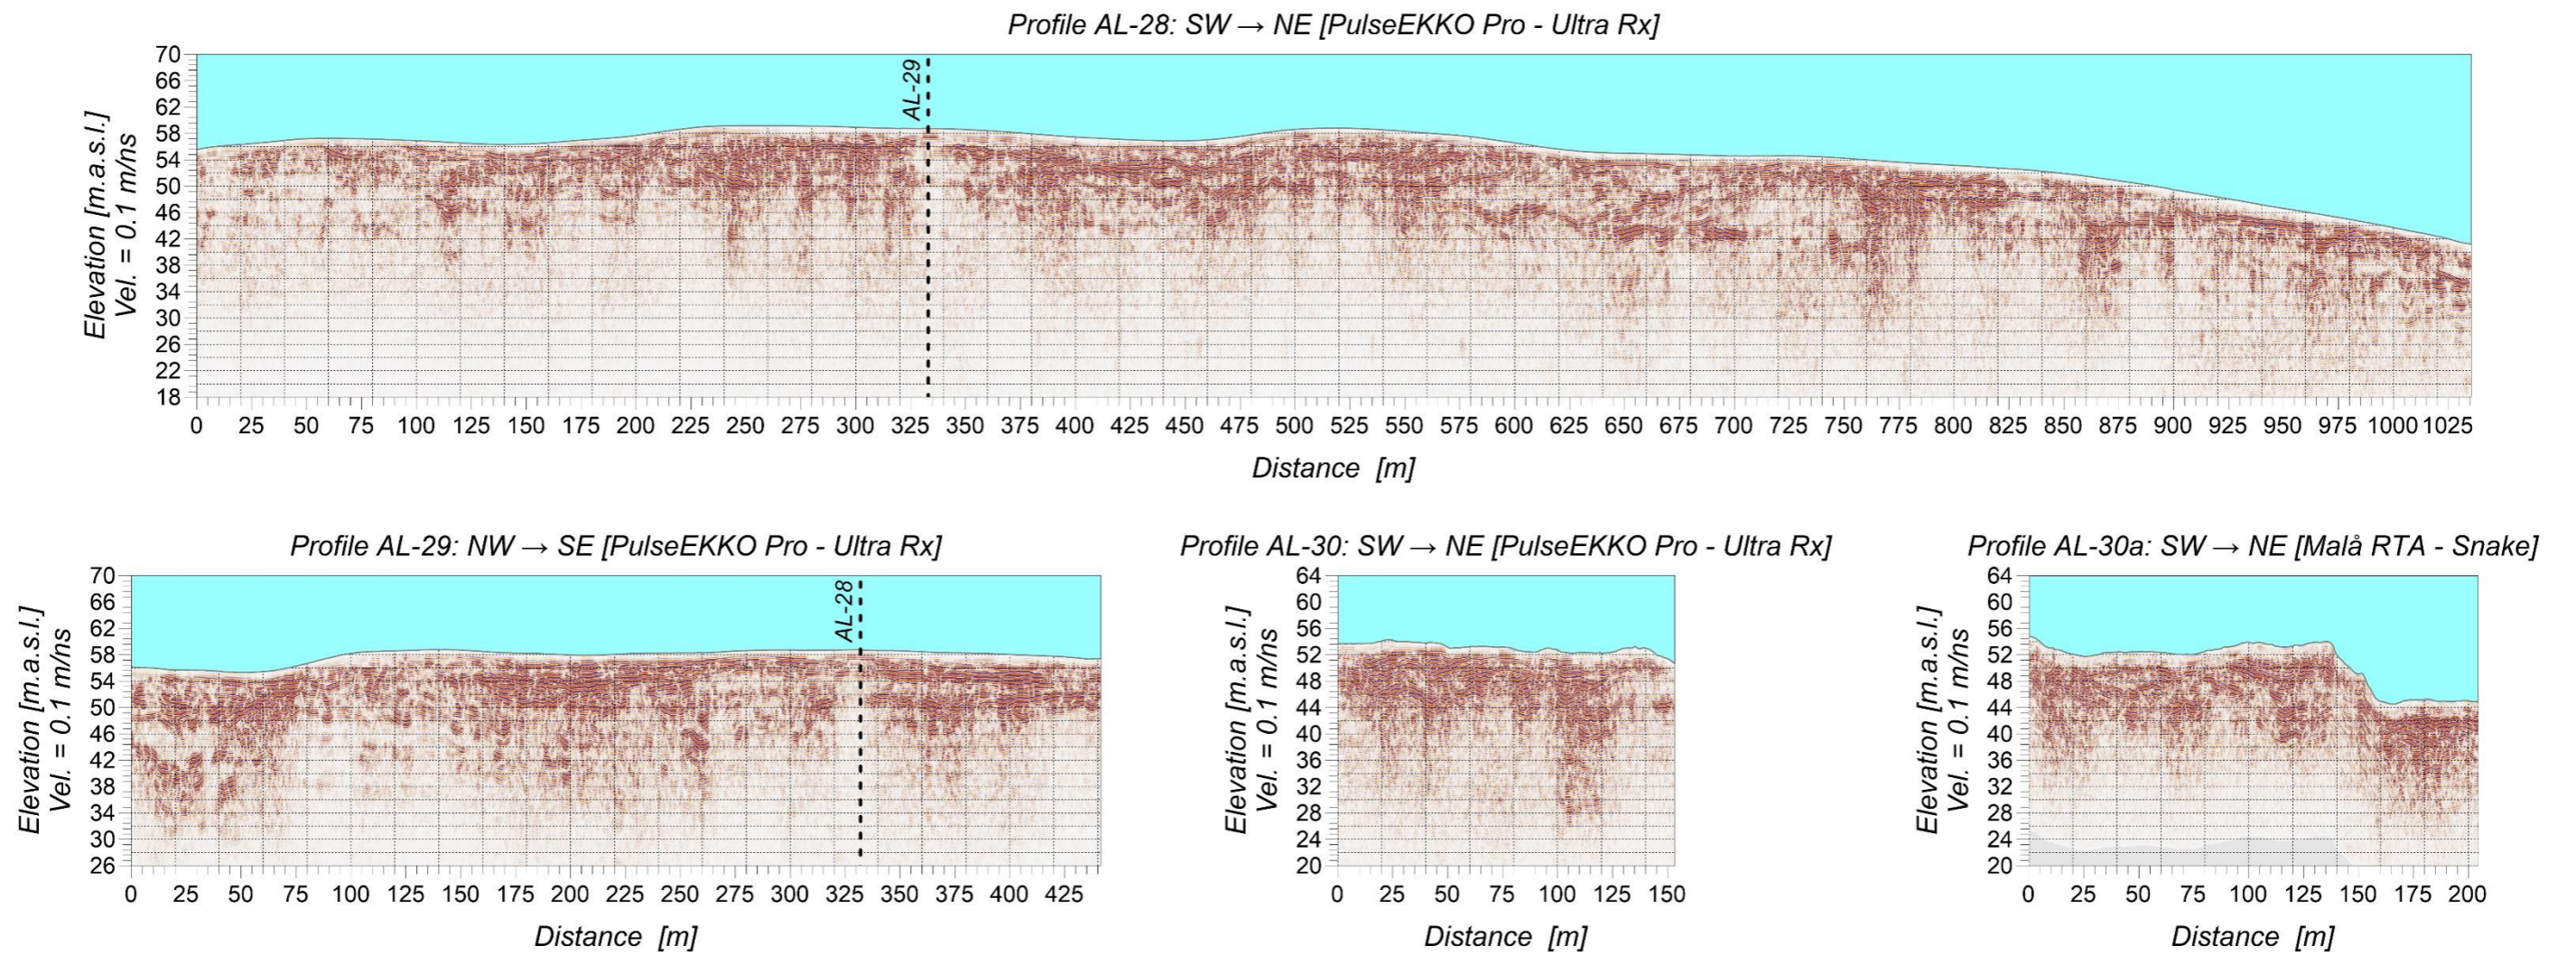 Profile AL-28: SW → NE [PulseEKKO Pro - Ultra Rx]
Elevation [m.a.s.l.]
Vel. = 0.1 m/ns
70
66
62
58
54
50
46
42
38
34
30
26
22
18
AL-29
0 25 50 75 100 125 150 175 200 225 250 275 300 325 350 375 400 425 450 475 500 525 550 575 600 625 650 675 700 725 750 775 800 825 850 875 900 925 950 975 1000 1025
Distance [m]
Profile AL-29: NW → SE [PulseEKKO Pro - Ultra Rx]
Elevation [m.a.s.l.]
Vel. = 0.1 m/ns
70
66
62
58
54
50
46
42
38
34
30
26
AL-28
0 25 50 75 100 125 150 175 200 225 250 275 300 325 350 375 400 425
Distance [m]
Profile AL-30: SW → NE [PulseEKKO Pro - Ultra Rx]
Elevation [m.a.s.l.]
Vel. = 0.1 m/ns
64
60
56
52
48
44
40
36
32
28
24
20
0 25 50 75 100 125 150
Distance [m]
Profile AL-30a: SW → NE [Malå RTA - Snake]
Elevation [m.a.s.l.]
Vel. = 0.1 m/ns
64
60
56
52
48
44
40
36
32
28
24
20
0 25 50 75 100 125 150 175 200
Distance [m]